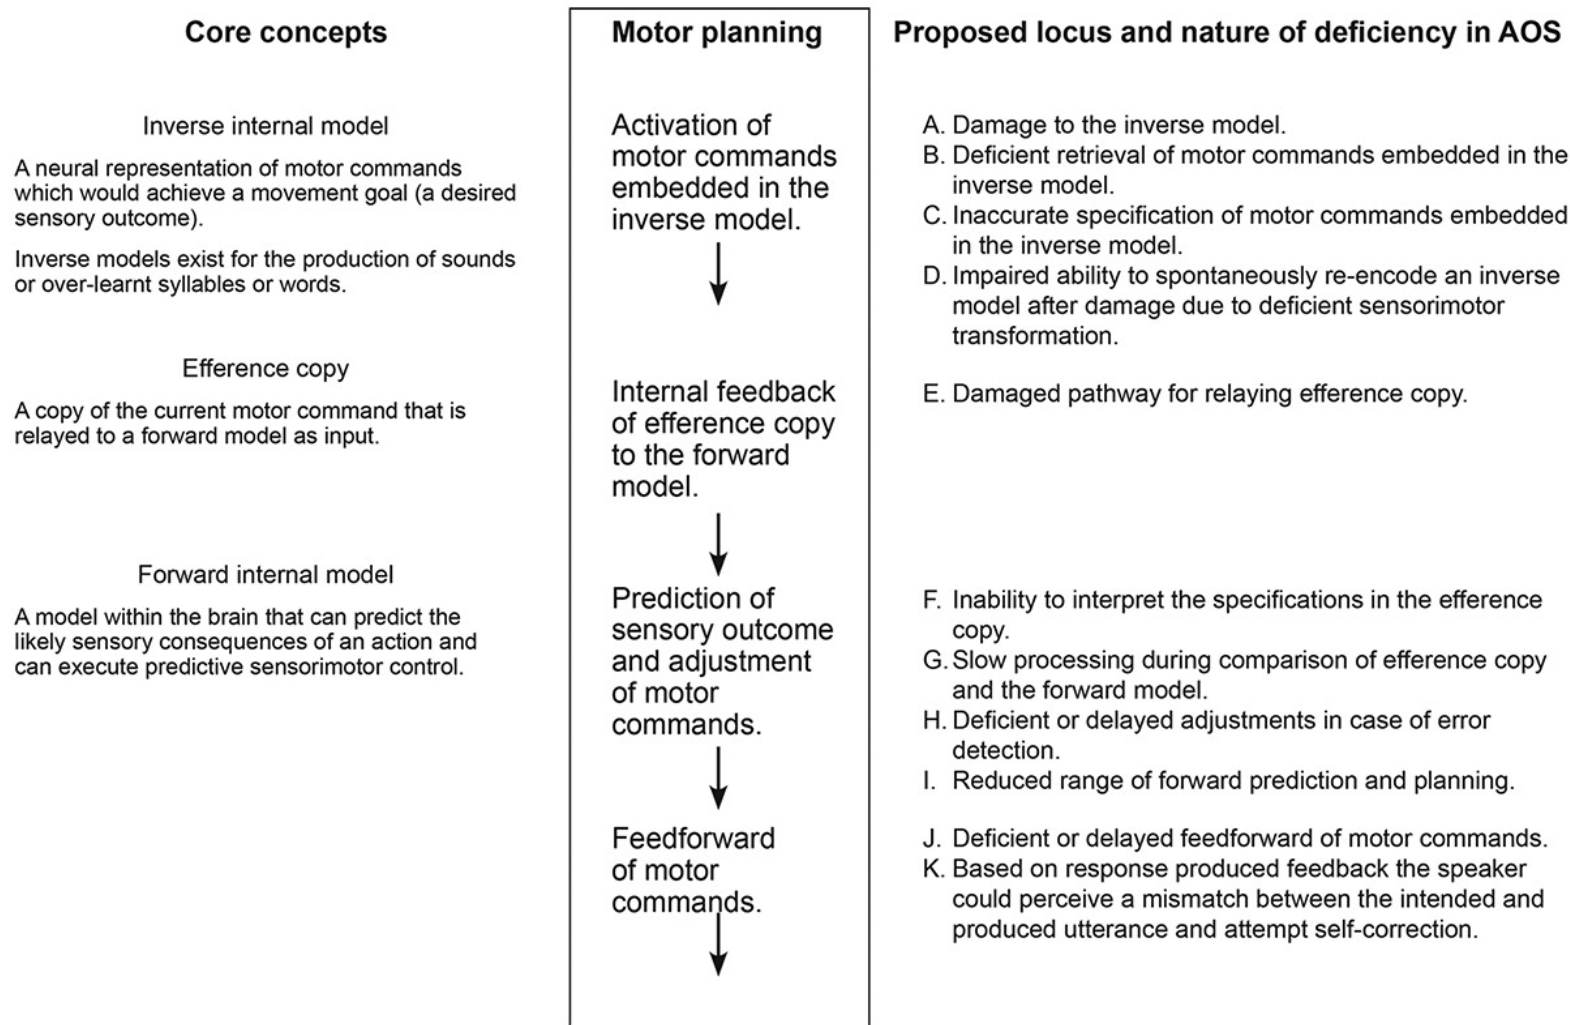 Core concepts
Motor planning
Proposed locus and nature of deficiency in AOS
Inverse internal model
A neural representation of motor commands
which would achieve a movement goal (a desired
sensory outcome).
Inverse models exist for the production of sounds
or over-learnt syllables or words.
Activation of
motor commands
embedded in the
inverse model.
A. Damage to the inverse model.
B. Deficient retrieval of motor commands embedded in the
inverse model.
C. Inaccurate specification of motor commands embedded
in the inverse model.
D. Impaired ability to spontaneously re-encode an inverse
model after damage due to deficient sensorimotor
transformation.
Efference copy
A copy of the current motor command that is
relayed to a forward model as input.
Internal feedback
of efference copy
to the forward
model.
E. Damaged pathway for relaying efference copy.
Forward internal model
A model within the brain that can predict the
likely sensory consequences of an action and
can execute predictive sensorimotor control.
Prediction of
sensory outcome
and adjustment
of motor
commands.
F. Inability to interpret the specifications in the efference
copy.
G. Slow processing during comparison of efference copy
and the forward model.
H. Deficient or delayed adjustments in case of error
detection.
I. Reduced range of forward prediction and planning.
Feedforward
of motor
commands.
J. Deficient or delayed feedforward of motor commands.
K. Based on response produced feedback the speaker
could perceive a mismatch between the intended and
produced utterance and attempt self-correction.